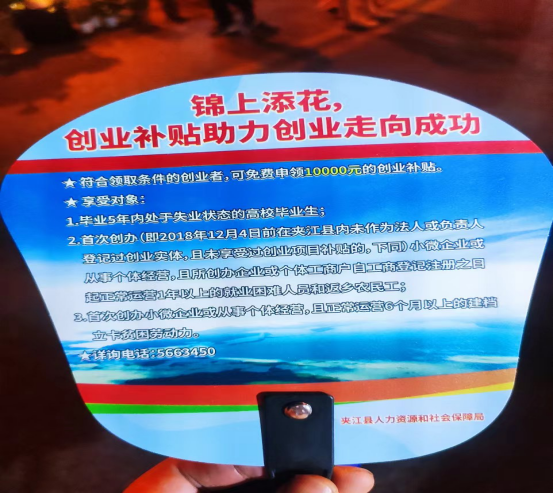 锦上添花，
创业补贴助力创业走向成功
★符合领取条件的创业者，可免费申领10000元的创业补贴。
★享受对象：
1.毕业5年内处于失业状态的高校毕业生；
2.首次创办（即2018年12月4日前在夹江县内未作为法人或负责人
登记过创业实体，且未享受过创业项目补贴的，下同）小微企业或
从事个体经营，且所创办企业或个体工商户自工商登记注册之日
起正常运营1年以上的就业困难人员和返乡农民工；
3.首次创办小微企业或从事个体经营，且正常运营6个月以上的建档
立卡贫困劳动力。
★详询电话：5663450
夹江县人力资源和社会保障局